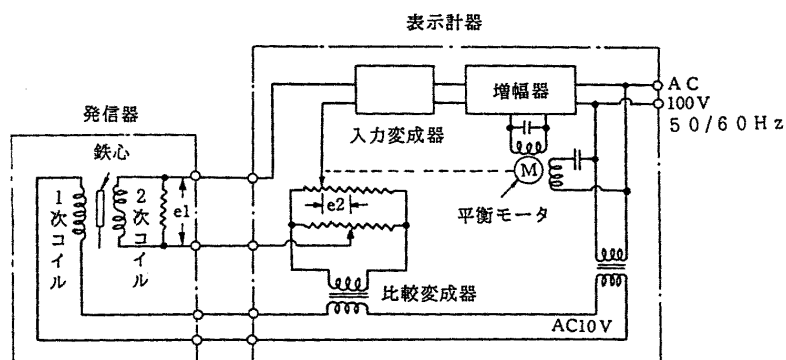 表示計器
発信器
鉄心
1次コイル
2次コイル
e1
入力変成器
増幅器
AC
100V
50/60Hz
M
平衡モータ
e2
比較変成器
AC10V